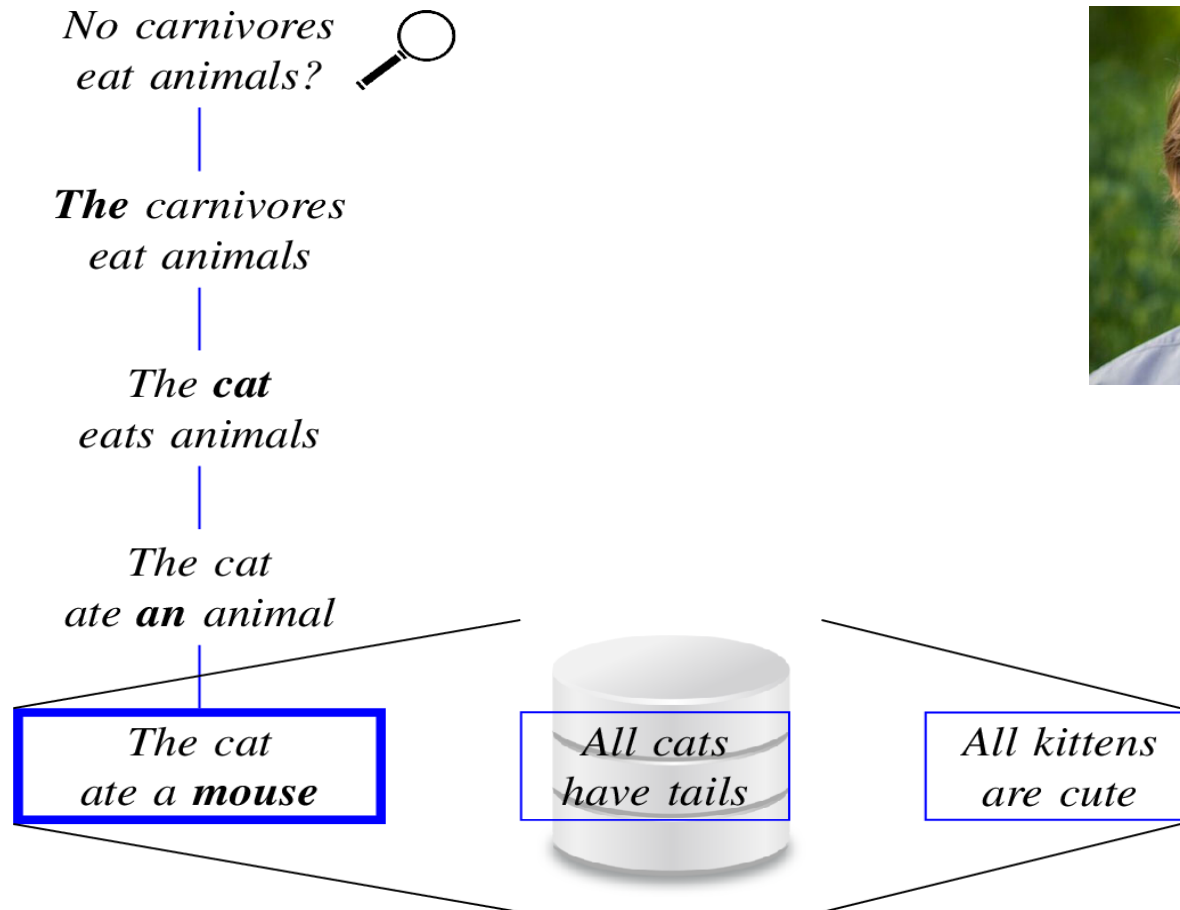 No carnivores
eat animals?
The carnivores
eat animals
The cat
eats animals
The cat
ate an animal
The cat
ate a mouse
All cats
have tails
All kittens
are cute